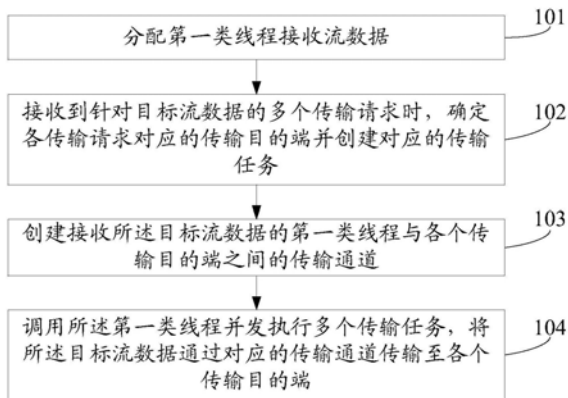 分配第一类线程接收流数据
101
接收到针对目标流数据的多个传输请求时，确定
各传输请求对应的传输目的端并创建对应的传输
任务
102
创建接收所述目标流数据的第一类线程与各个传
输目的端之间的传输通道
103
调用所述第一类线程并发执行多个传输任务，将
所述目标流数据通过对应的传输通道传输至各个
传输目的端
104